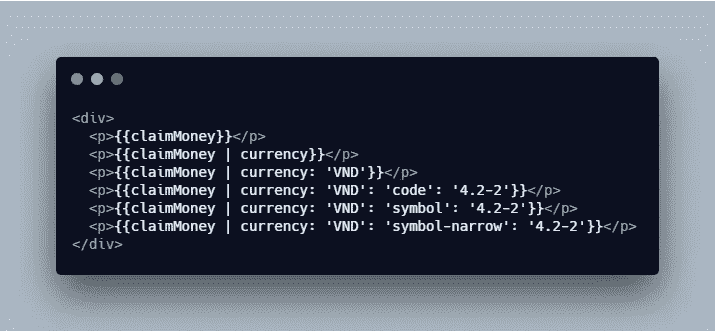 <div>
<p>{{claimMoney}}</p>
<p>{{claimMoney | currency}}</p>
<p>{{claimMoney | currency: 'VND'}}</p>
<p>{{claimMoney | currency: 'VND': 'code': '4.2-2'}}</p>
<p>{{claimMoney | currency: 'VND': 'symbol': '4.2-2'}}</p>
<p>{{claimMoney | currency: 'VND': 'symbol-narrow': '4.2-2'}}</p>
</div>